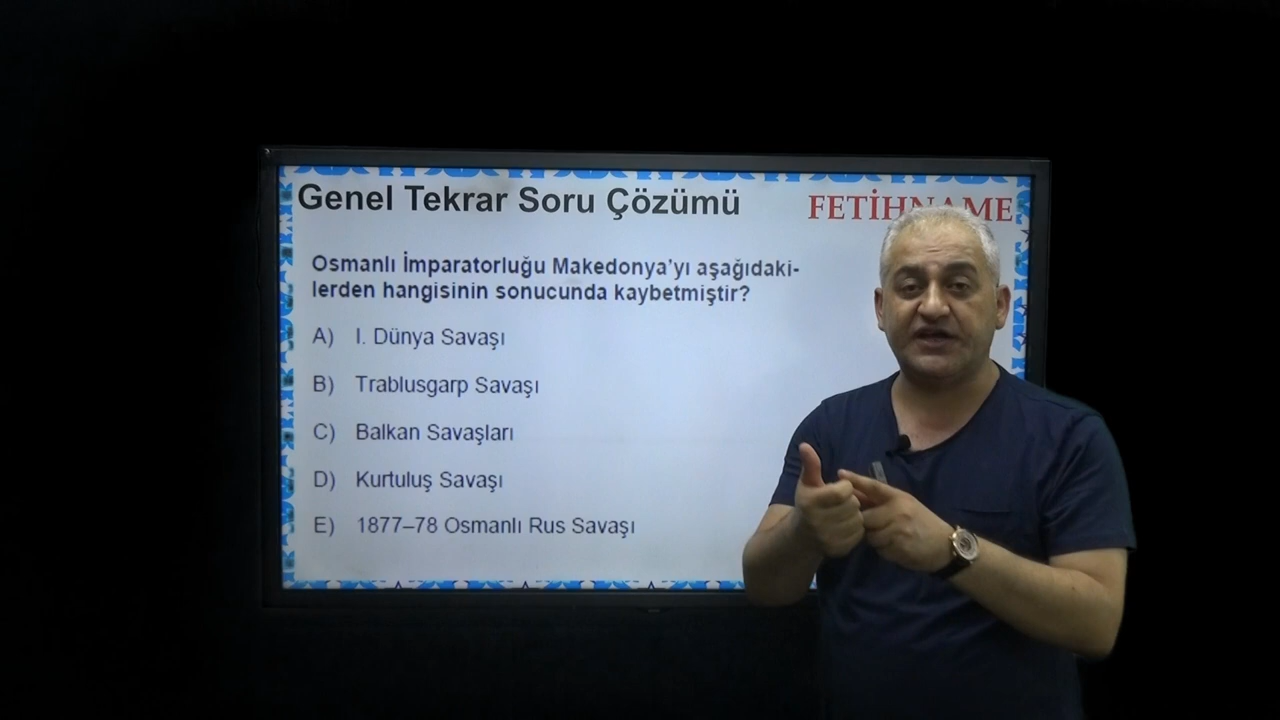 Genel Tekrar Soru Çözümü
FETİHNAME
Osmanlı İmparatorluğu Makedonya'yı aşağıdaki-
lerden hangisinin sonucunda kaybetmiştir?
A) I. Dünya Savaşı
B) Trablusgarp Savaşı
C) Balkan Savaşları
D) Kurtuluş Savaşı
E) 1877–78 Osmanlı Rus Savaşı